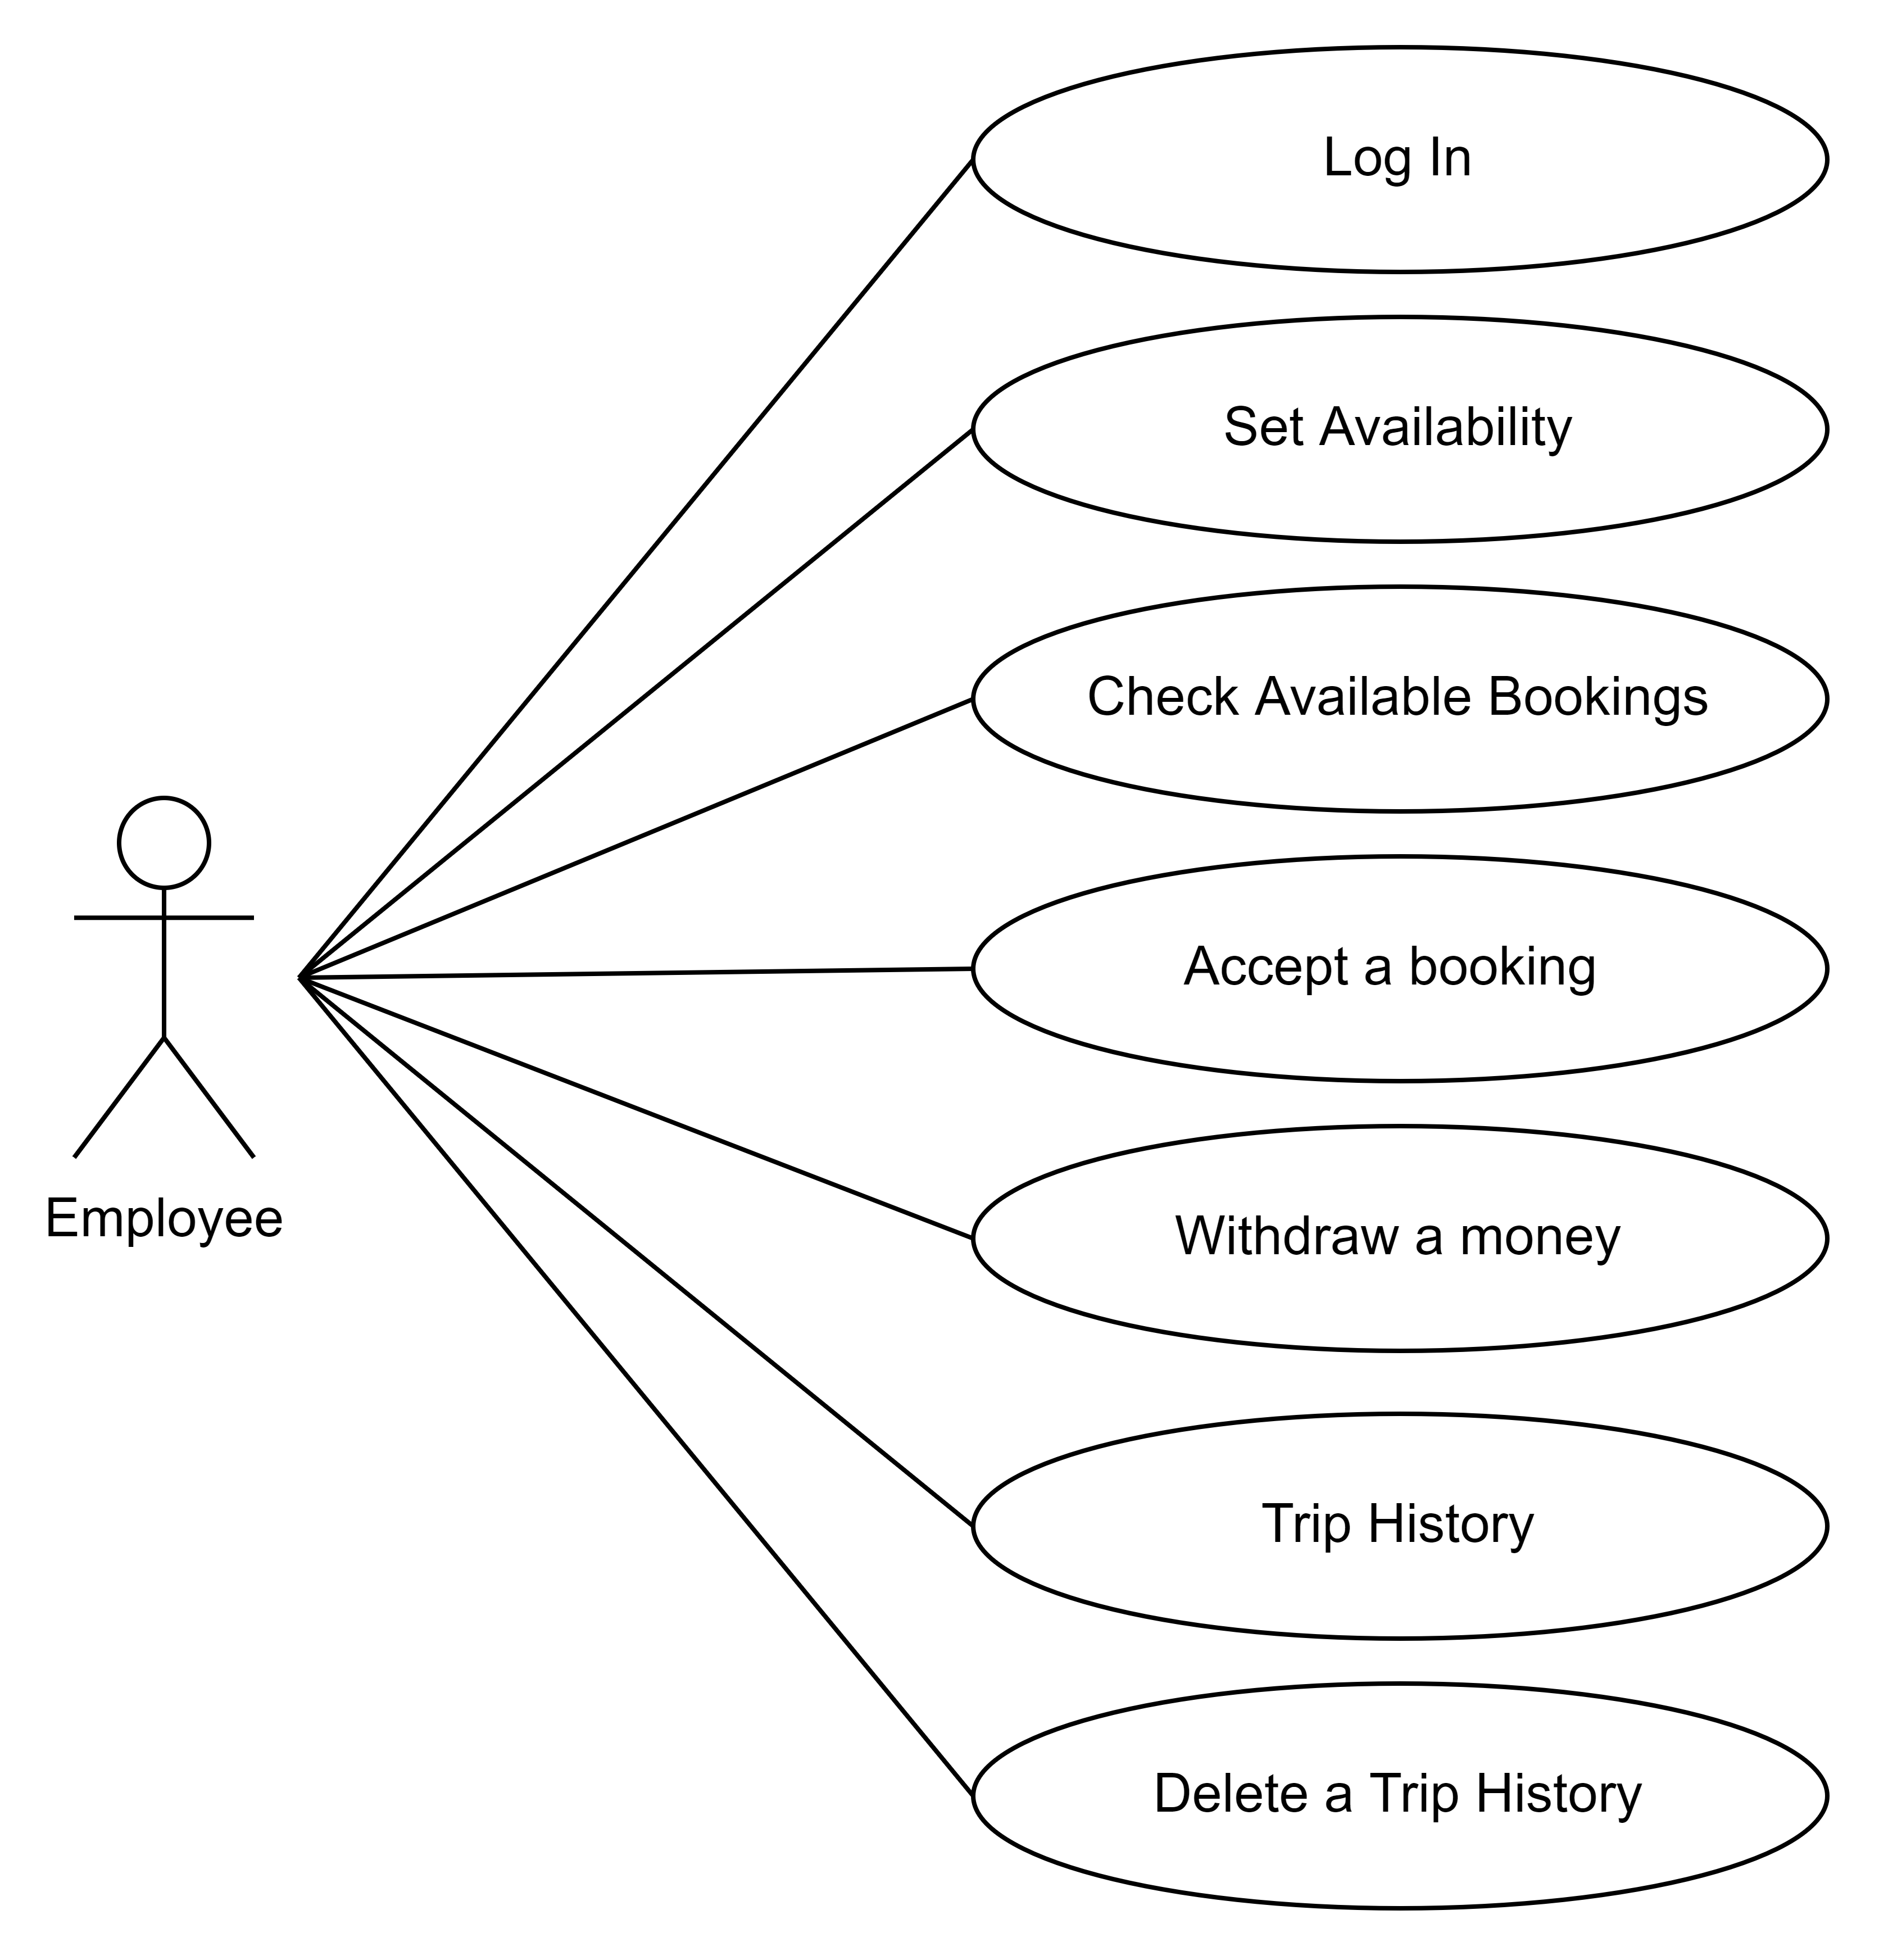 Log In
Set Availability
Check Available Bookings
Accept a booking
Employee
Withdraw a money
Trip History
Delete a Trip History